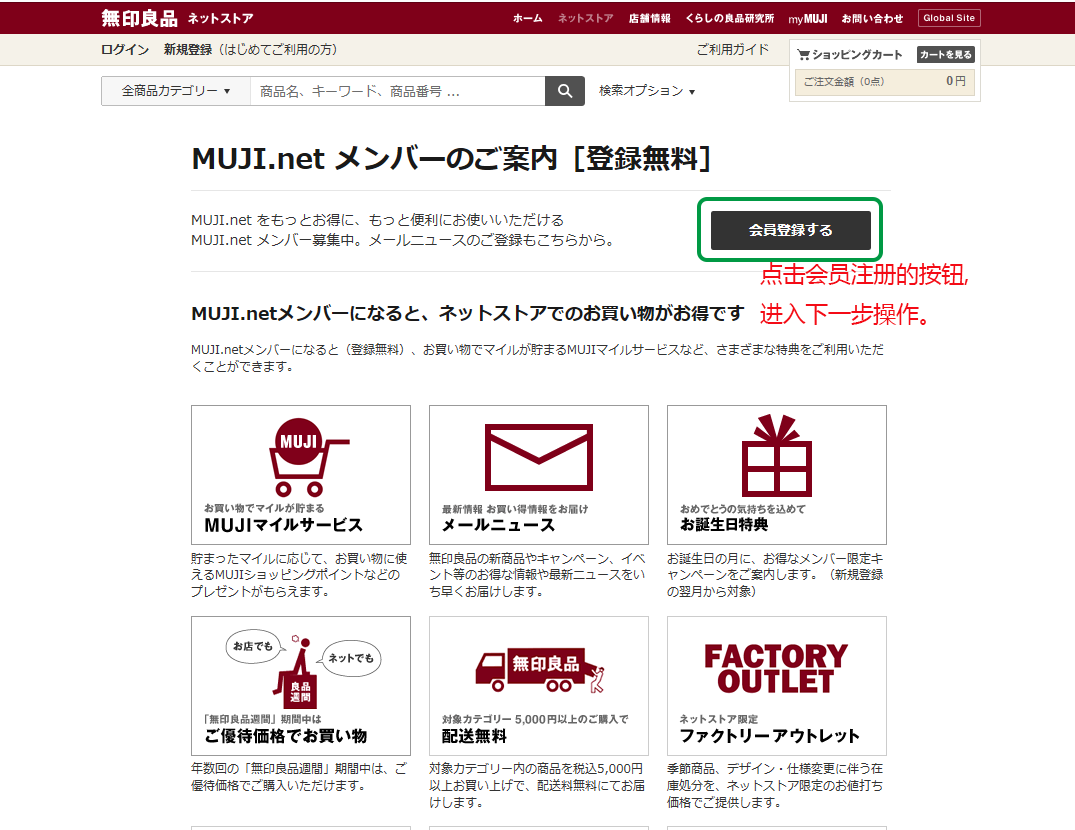 無印良品 ネットストア
ホーム ネットストア 店舗情報 くらしの良品研究所 myMUJI お問い合わせ Global Site
ログイン 新規登録（はじめてご利用の方） ご利用ガイド
ショッピングカート カートを見る
ご注文金額（0点） 0 円
全商品カテゴリー ▼ 商品名、キーワード、商品番号 ... 検索オプション ▼
MUJI.net メンバーのご案内［登録無料］
MUJI.net をもっとお得に、もっと便利にお使いいただける
MUJI.net メンバー募集中。メールニュースのご登録もこちらから。
会員登録する
点击会员注册的按钮,
进入下一步操作。
MUJI.netメンバーになると、ネットストアでのお買い物がお得です
MUJI.netメンバーになると（登録無料）、お買い物でマイルが貯まるMUJIマイルサービスなど、さまざまな特典をご利用いただ
くことができます。
MUJI
お買い物でマイルが貯まる
MUJIマイルサービス
貯まったマイルに応じて、お買い物に使
えるMUJIショッピングポイントなどの
プレゼントがもらえます。
最新情報 お買い得情報をお届け
メールニュース
無印良品の新商品やキャンペーン、イベ
ント等のお得な情報や最新ニュースをい
ち早くお届けします。
おめでとうの気持ちを込めて
お誕生日特典
お誕生日の月に、お得なメンバー限定キ
ャンペーンをご案内します。（新規登録
の翌月から対象）
お店でも
ネットでも
良品
週間
「無印良品週間」期間中は
ご優待価格でお買い物
年数回の「無印良品週間」期間中は、ご
優待価格でご購入いただけます。
無印良品
対象カテゴリー 5,000円以上のご購入で
配送無料
対象カテゴリー内の商品を税込5,000円
以上お買い上げで、配送料無料にてお届
けします。
FACTORY
OUTLET
ネットストア限定
ファクトリーアウトレット
季節商品、デザイン・仕様変更に伴う在
庫処分を、ネットストア限定のお値打ち
価格でご提供します。